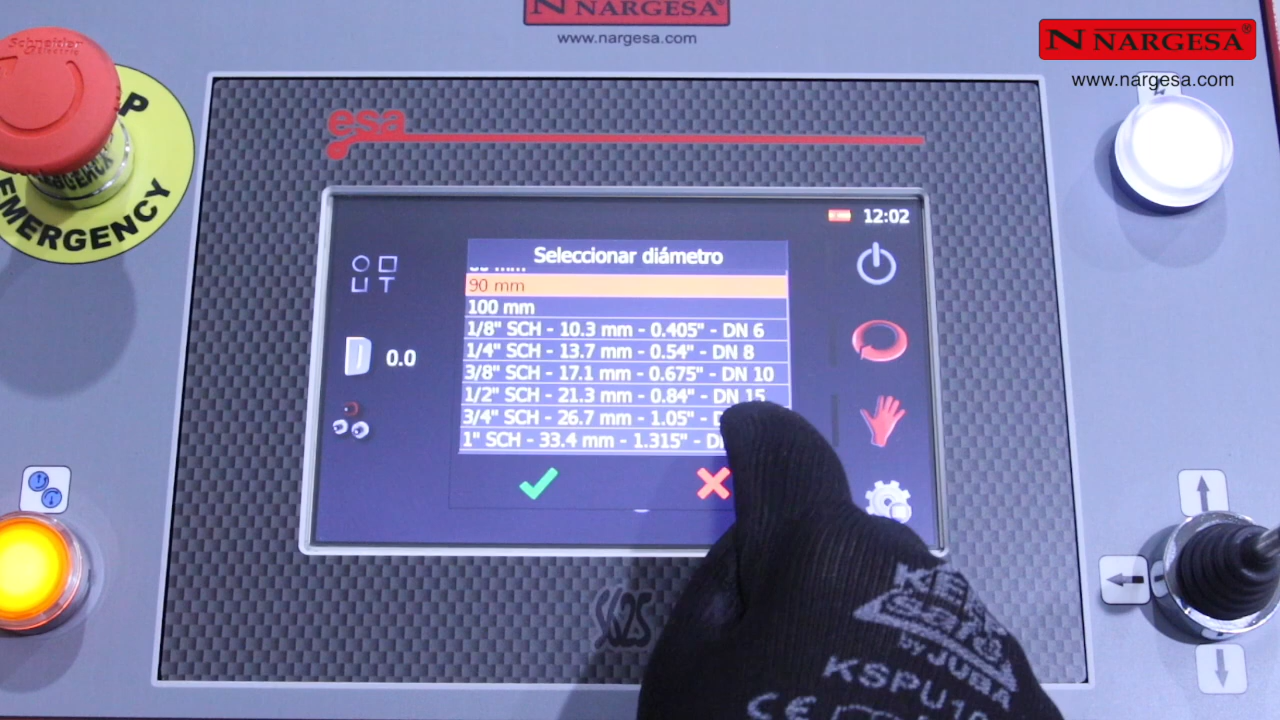 NARGESA®
www.nargesa.com
N NARGESA®
www.nargesa.com
Schneider
Electric
EMERGENCY
esa
12:02
Seleccionar diámetro
90 mm
100 mm
1/8" SCH - 10.3 mm - 0.405" - DN 6
1/4" SCH - 13.7 mm - 0.54" - DN 8
3/8" SCH - 17.1 mm - 0.675" - DN 10
1/2" SCH - 21.3 mm - 0.84" - DN 15
3/4" SCH - 26.7 mm - 1.05" -
1" SCH - 33.4 mm - 1.315" -
0.0
by JUBA
KSPU
CE